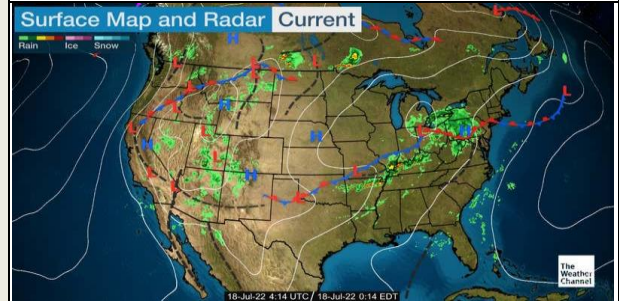 Surface Map and Radar Current
Rain Ice Snow
H
L
L
L
L
L
L
L
H
L
L
L
H
H
L
H
L
H
L
L
L
L
L
The
Weather
Channel
18-Jul-22 4:14 UTC / 18-Jul-22 0:14 EDT